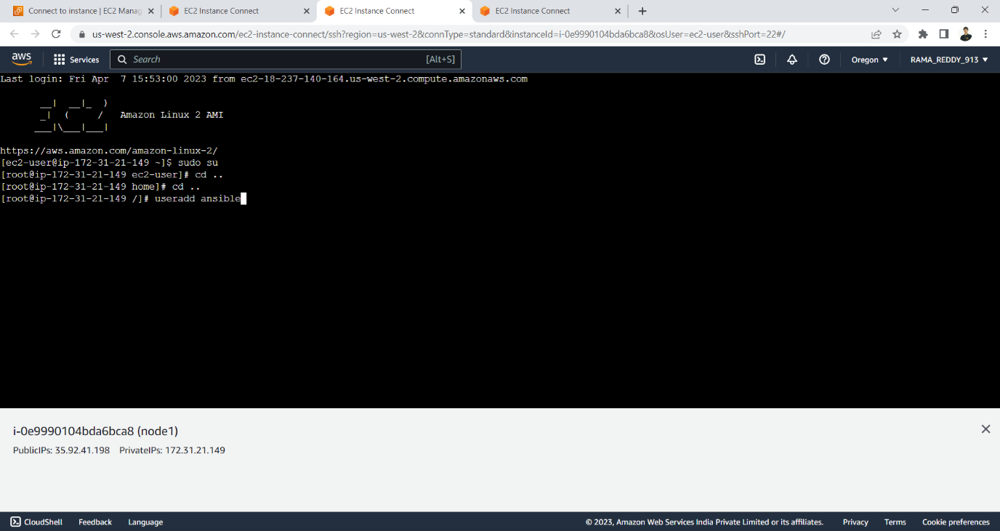 Connect to instance | EC2 Manag
EC2 Instance Connect
EC2 Instance Connect
EC2 Instance Connect
us-west-2.console.aws.amazon.com/ec2-instance-connect/ssh?region=us-west-2&connType=standard&instanceId=i-0e9990104bda6bca8&osUser=ec2-user&sshPort=22#/
aws Services Search [Alt+S] Oregon RAMA_REDDY_913
Last login: Fri Apr  7 15:53:00 2023 from ec2-18-237-140-164.us-west-2.compute.amazonaws.com
       __|  __|_  )
       _|  (     /   Amazon Linux 2 AMI
      ___|\___|___|
https://aws.amazon.com/amazon-linux-2/
[ec2-user@ip-172-31-21-149 ~]$ sudo su
[root@ip-172-31-21-149 ec2-user]# cd ..
[root@ip-172-31-21-149 home]# cd ..
[root@ip-172-31-21-149 /]# useradd ansible
i-0e9990104bda6bca8 (node1)
PublicIPs: 35.92.41.198 PrivateIPs: 172.31.21.149
CloudShell Feedback Language © 2023, Amazon Web Services India Private Limited or its affiliates. Privacy Terms Cookie preferences